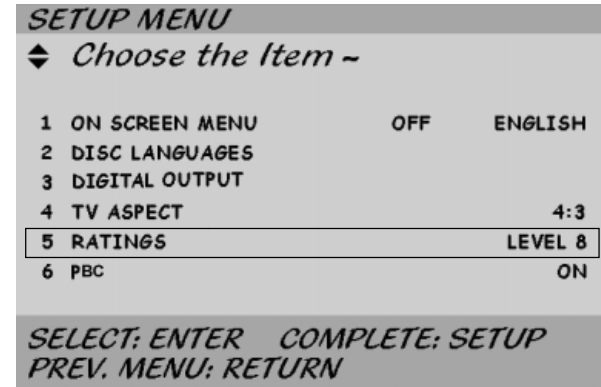 SETUP MENU
Choose the Item ~
1 ON SCREEN MENU OFF ENGLISH
2 DISC LANGUAGES
3 DIGITAL OUTPUT
4 TV ASPECT 4:3
5 RATINGS LEVEL 8
6 PBC ON
SELECT: ENTER COMPLETE: SETUP
PREV. MENU: RETURN